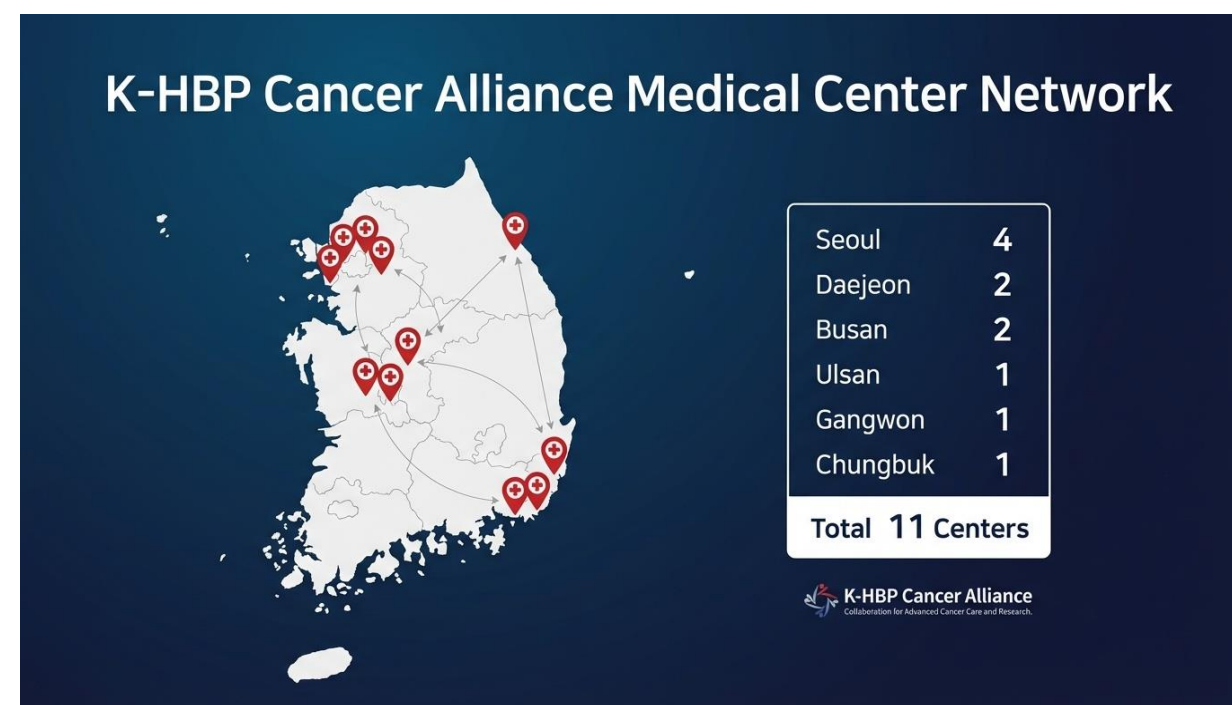 K-HBP Cancer Alliance Medical Center Network
Seoul 4
Daejeon 2
Busan 2
Ulsan 1
Gangwon 1
Chungbuk 1
Total 11 Centers
K-HBP Cancer Alliance
Collaboration for Advanced Cancer Care and Research.